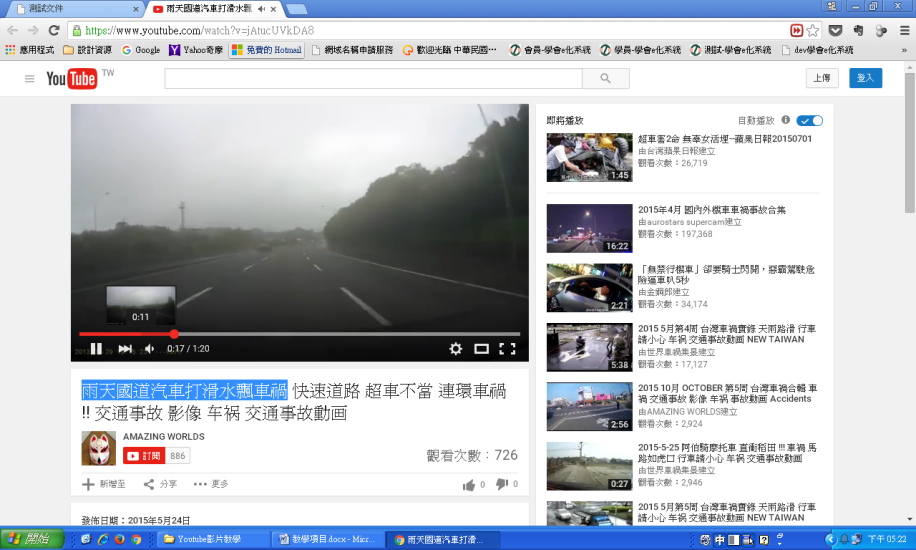 測試文件
雨天國道汽車打滑水飄
https://www.youtube.com/watch?v=jAtucUVkDA8
應用程式 設計資源 Google Yahoo奇摩 免費的 Hotmail 網域名稱申請服務 歡迎光臨 中華民國… 會員-學會e化系統 學員-學會e化系統 測試-學會e化系統 dev學會e化系統 »
YouTube TW
上傳
登入
0:11
0:17 / 1:20
雨天國道汽車打滑水飄車禍 快速道路 超車不當 連環車禍
!! 交通事故 影像 车祸 交通事故動画
AMAZING WORLDS
訂閱 886
觀看次數：726
新增至 分享 更多
0 0
發佈日期：2015年5月24日
即將播放
自動播放
超車害2命 無辜女活埋--蘋果日報20150701
由台灣蘋果日報建立
觀看次數：26,719
1:45
2015年4月 國內外橫車車禍事故合集
由aurostars supercam建立
觀看次數：197,368
16:22
「無禁行機車」卻要騎士閃開，惡霸駕駛危
險逼車叭5秒
由金鋼郎建立
觀看次數：34,174
2:21
2015 5月第4周 台灣車禍實錄 天雨路滑 行車
請小心 车祸 交通事故動画 NEW TAIWAN
由世界車禍集景建立
觀看次數：17,127
5:38
2015 10月 OCTOBER 第5周 台灣車禍合輯 車
禍 交通事故 影像 车祸 事故動画 Accidents
由AMAZING WORLDS建立
觀看次數：2,924
2:56
2015-5-25 阿伯騎摩托車 直衝稻田 !!! 車禍 馬
路如虎口 行車請小心 车祸 交通事故動画
由世界車禍集景建立
觀看次數：2,946
0:27
2015 5月第5周 台灣車禍實錄 天雨路滑 行車
請小心 车祸 交通事故動画 NEW TAIWAN
開始
Youtube影片教學
教學項目.docx - Micr...
雨天國道汽車打滑...
中
下午 05:22